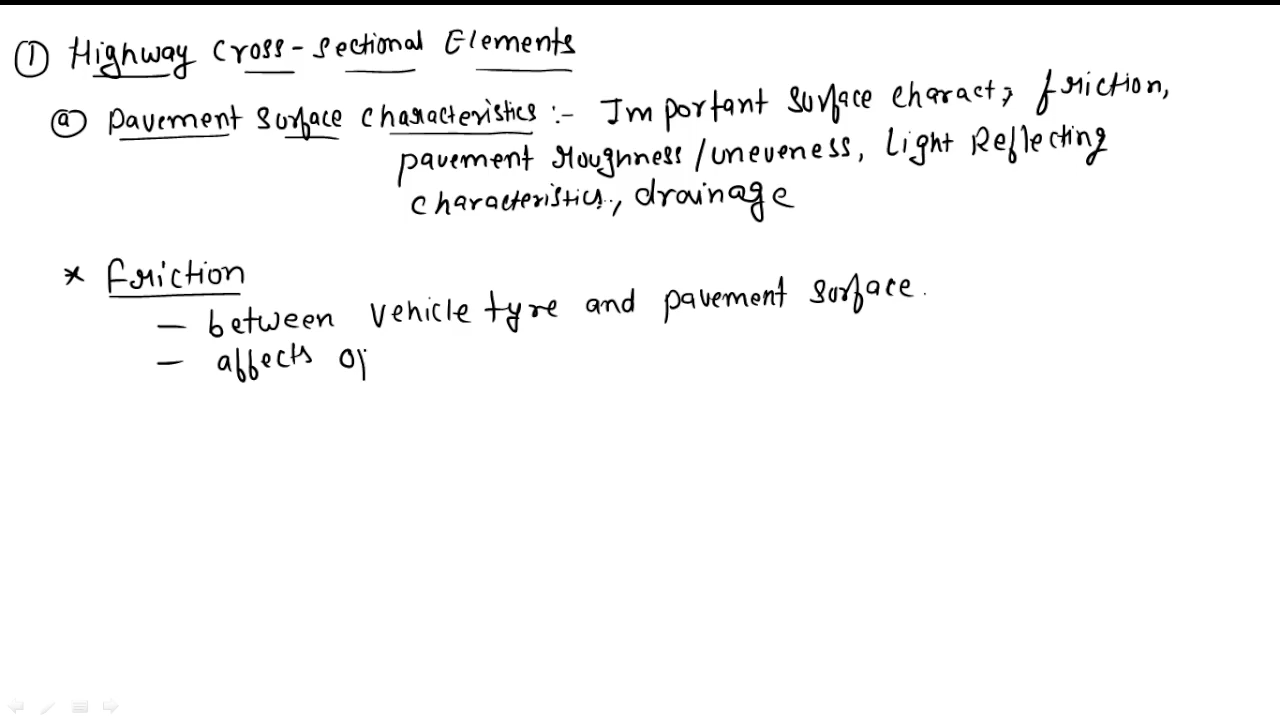 ① Highway Cross-Sectional Elements
ⓐ Pavement Surface Characteristics :- Important Surface charact, friction,
pavement roughness/uneveness, Light Reflecting
characteristics, drainage
* Friction
- between vehicle tyre and pavement surface.
- affects